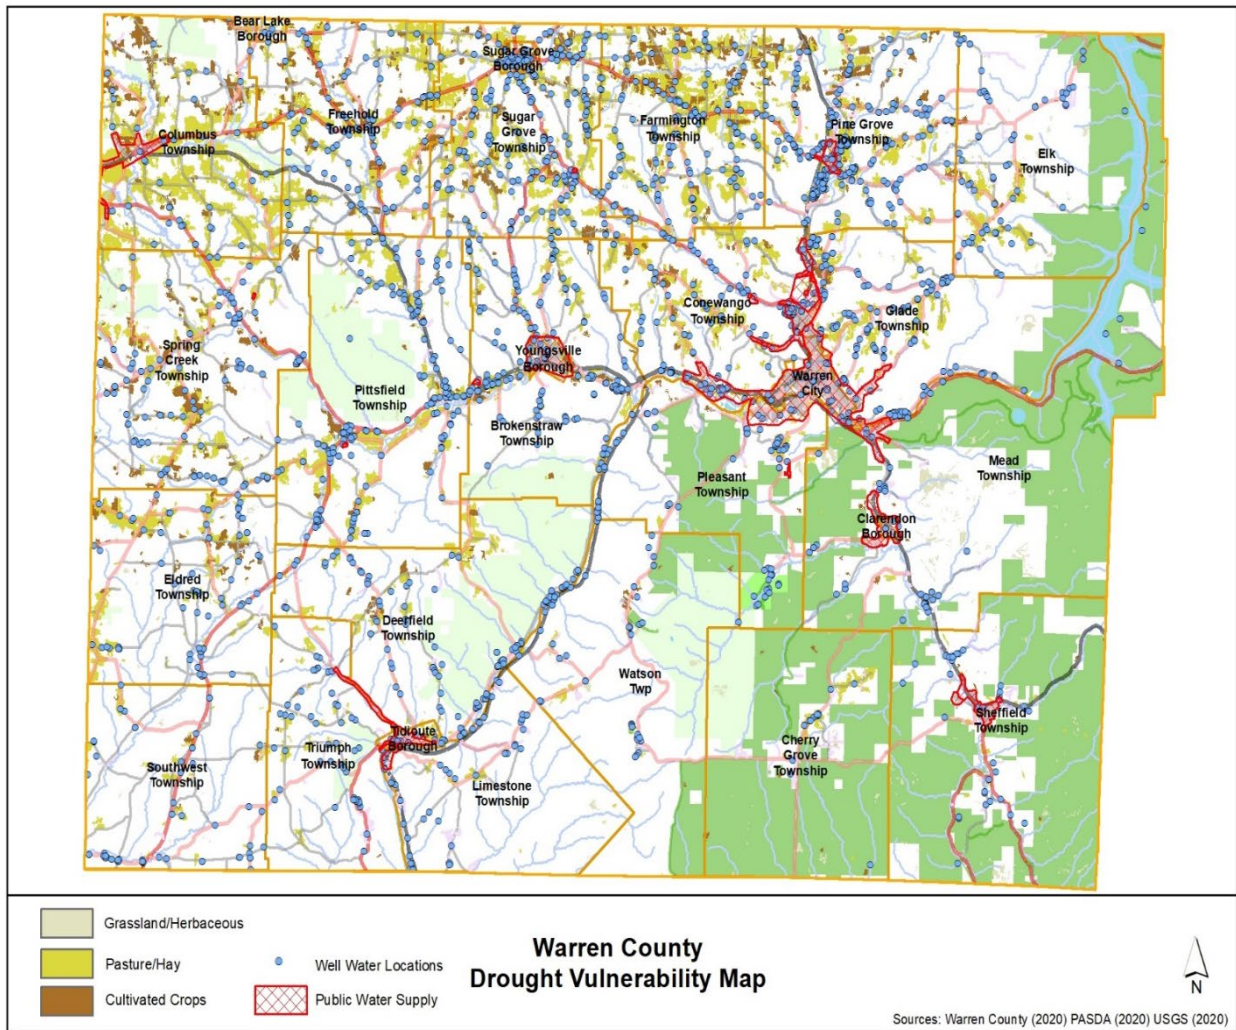 Bear Lake
Borough
Sugar Grove
Borough
Columbus
Township
Freehold
Township
Sugar
Grove
Township
Farmington
Township
Pine Grove
Township
Elk
Township
Spring
Creek
Township
Pittsfield
Township
Youngsville
Borough
Brokenstraw
Township
Conewango
Township
Glade
Township
Warren
City
Pleasant
Township
Mead
Township
Clarendon
Borough
Eldred
Township
Deerfield
Township
Watson
Twp
Cherry
Grove
Township
Sheffield
Township
Southwest
Township
Triumph
Township
Tidioute
Borough
Limestone
Township
Grassland/Herbaceous
Pasture/Hay
Cultivated Crops
Well Water Locations
Public Water Supply
Warren County
Drought Vulnerability Map
N
Sources: Warren County (2020) PASDA (2020) USGS (2020)